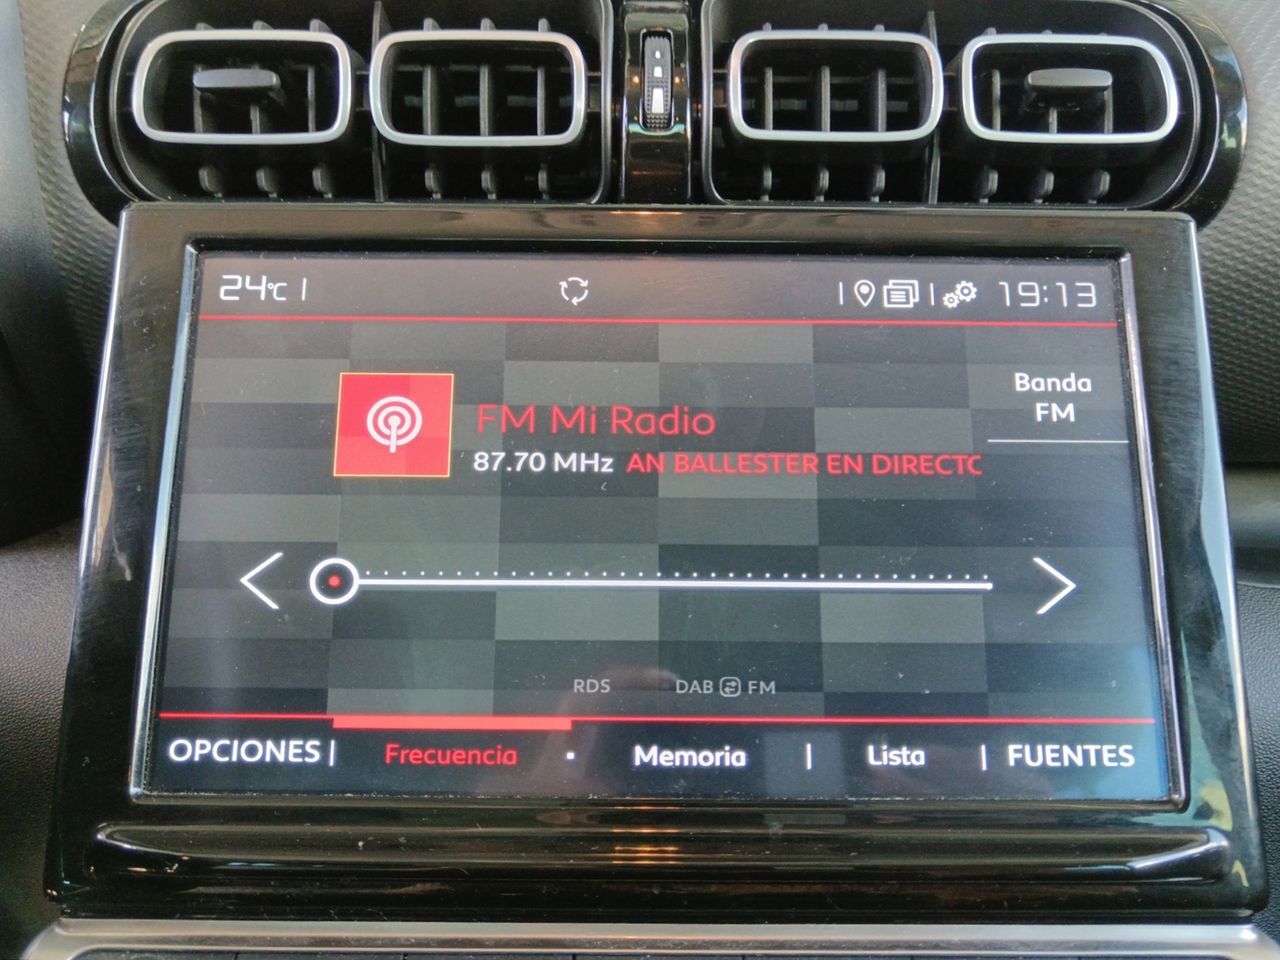 24°C
19:13
Banda
FM
FM Mi Radio
87.70 MHz AN BALLESTER EN DIRECTC
RDS DAB FM
OPCIONES | Frecuencia Memoria | Lista | FUENTES